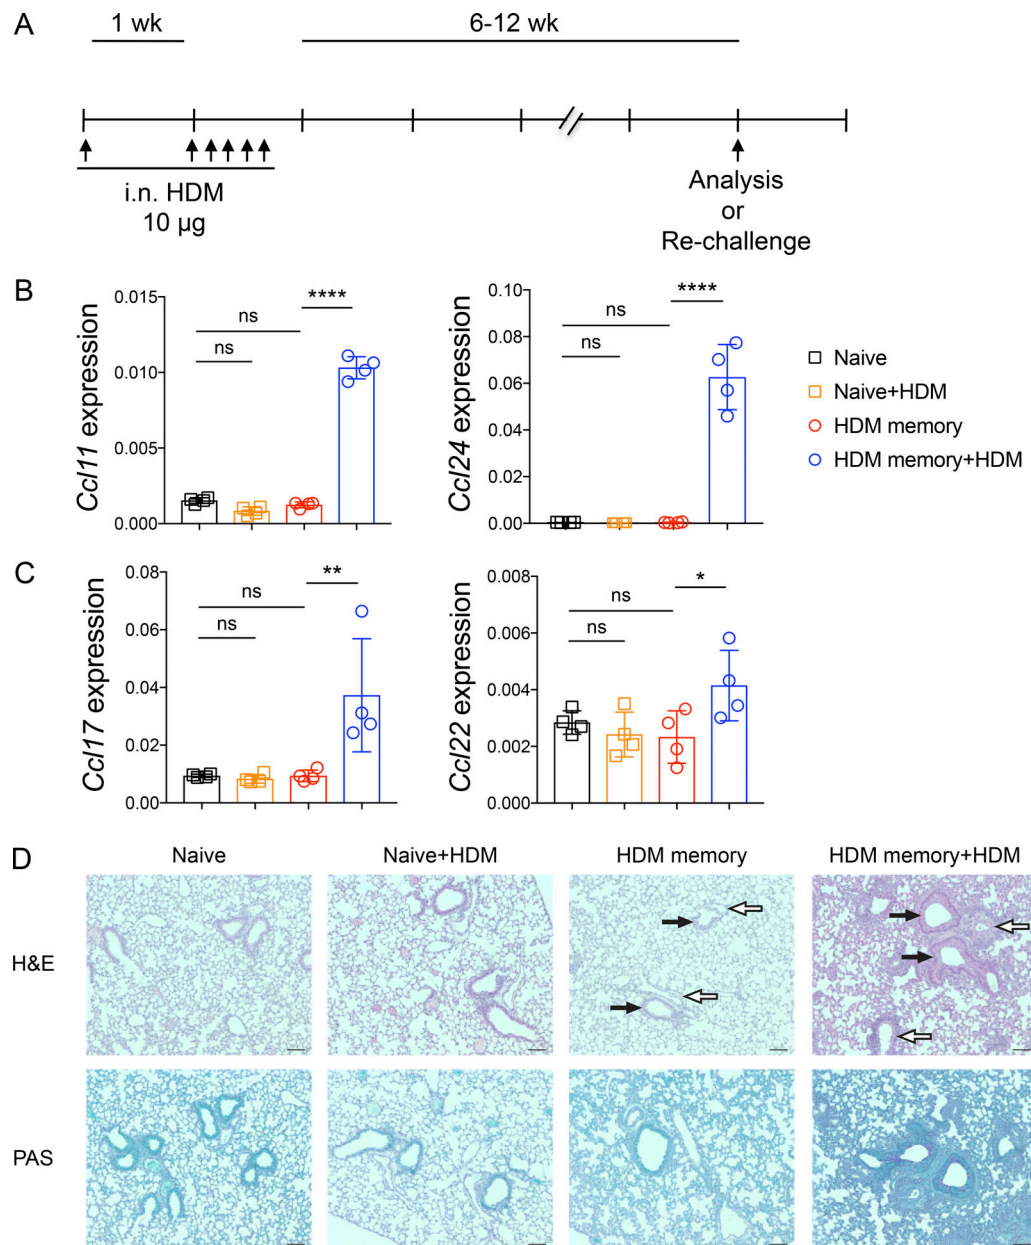 A
1 wk
6-12 wk
i.n. HDM
10 µg
Analysis
or
Re-challenge
B
Ccl11 expression
0.015
0.010
0.005
0.000
ns
ns
****
Ccl24 expression
0.10
0.08
0.06
0.04
0.02
0.00
ns
ns
****
Naive
Naive+HDM
HDM memory
HDM memory+HDM
C
Ccl17 expression
0.08
0.06
0.04
0.02
0.00
ns
ns
**
Ccl22 expression
0.008
0.006
0.004
0.002
0.000
ns
ns
*
D
Naive
Naive+HDM
HDM memory
HDM memory+HDM
H&E
PAS